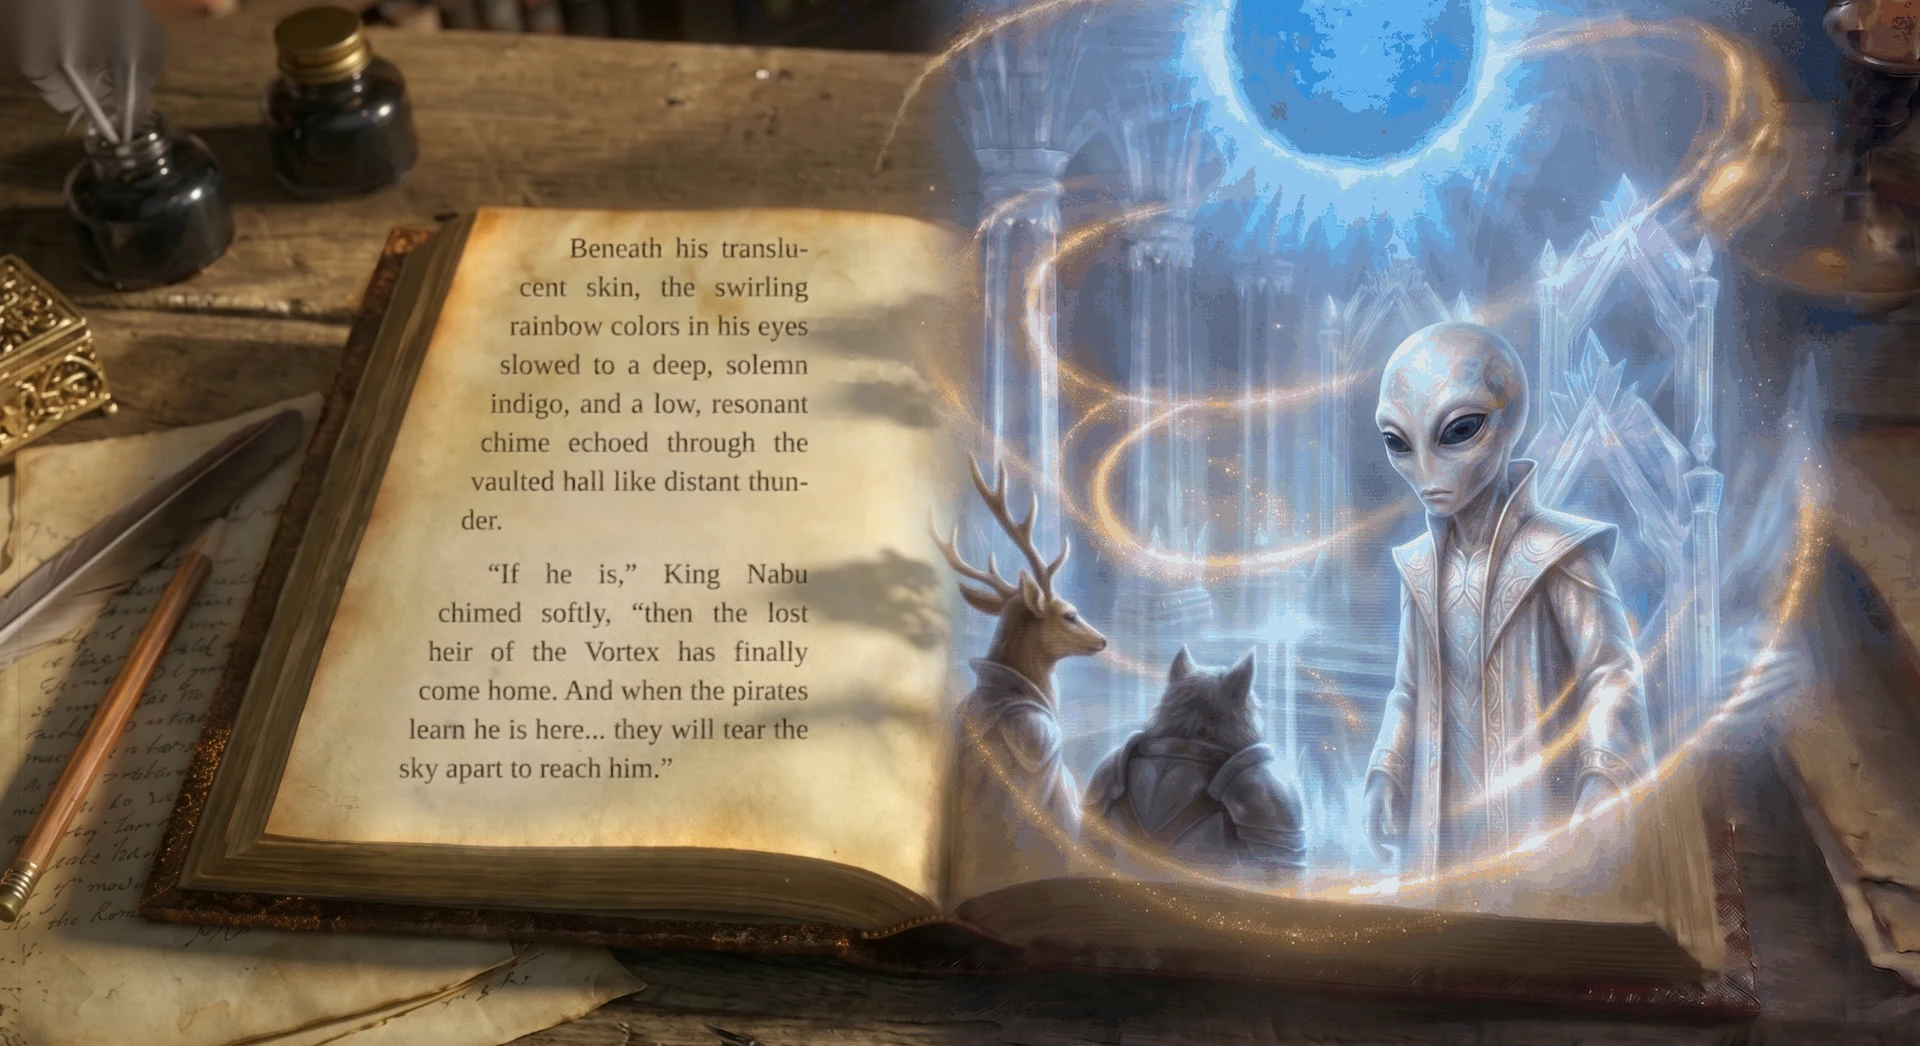 Beneath his translu-
cent skin, the swirling
rainbow colors in his eyes
slowed to a deep, solemn
indigo, and a low, resonant
chime echoed through the
vaulted hall like distant thun-
der.
“If he is,” King Nabu
chimed softly, “then the lost
heir of the Vortex has finally
come home. And when the pirates
learn he is here... they will tear the
sky apart to reach him.”